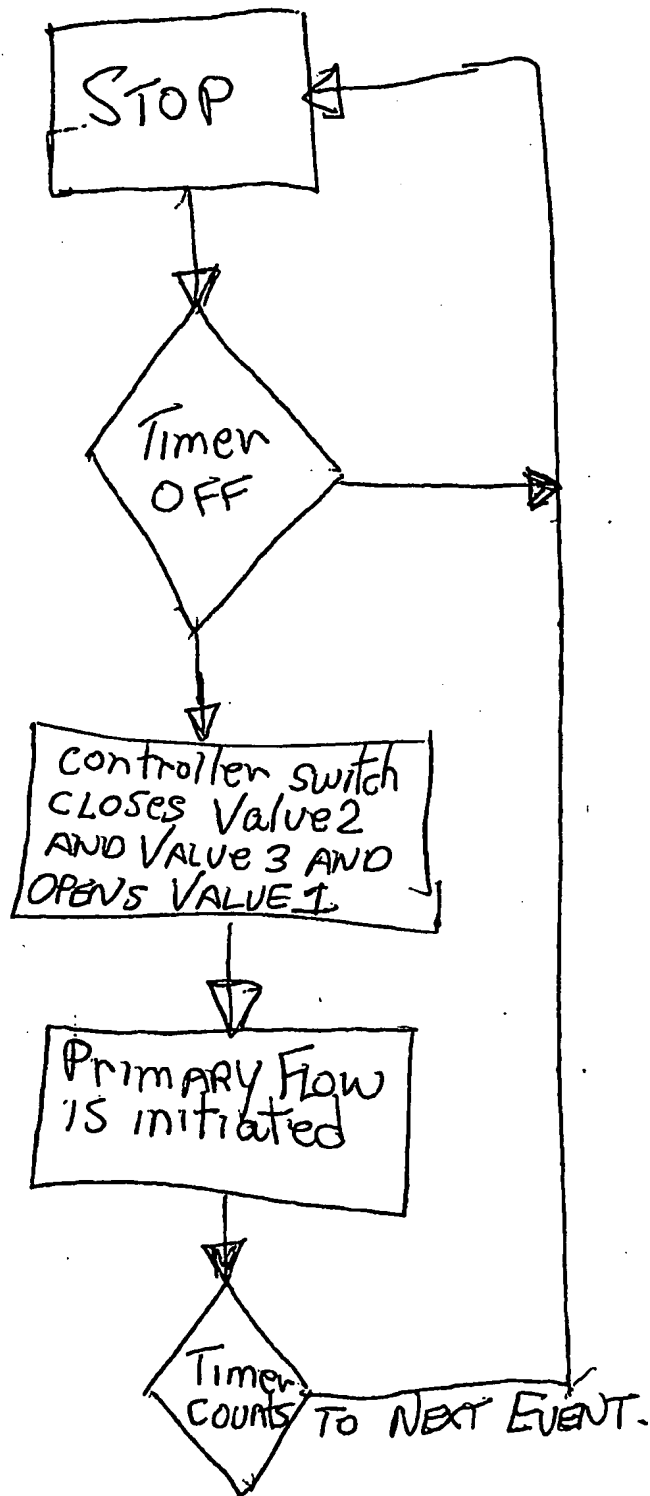 STOP
Timer
OFF
controller switch
CLOSES Value2
AND VALUE 3 AND
OPENS VALUE 1
PRIMARY FLOW
is initiated
Timer
COUNTS TO NEXT EVENT.